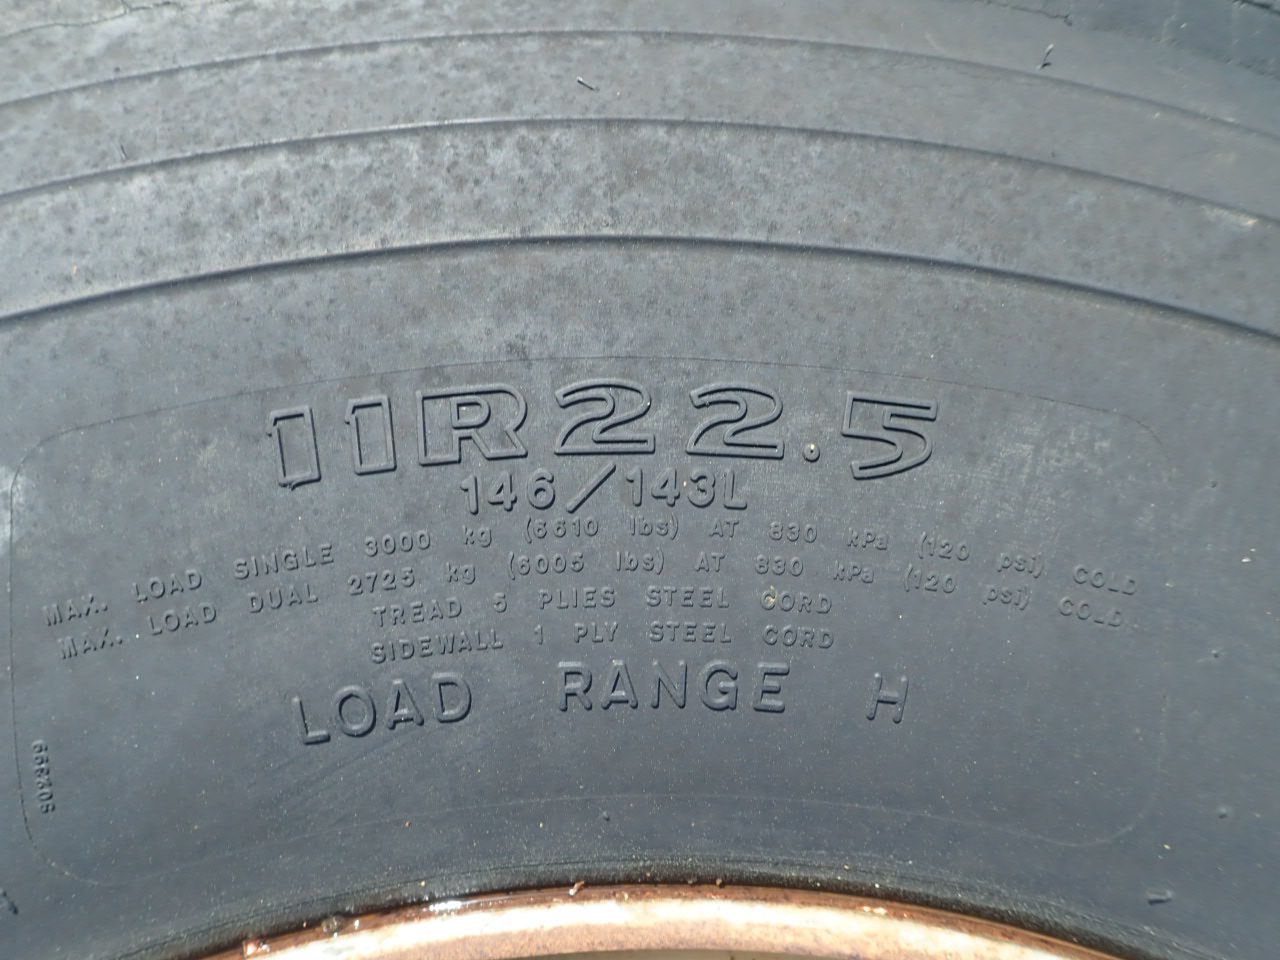 11R22.5
146/143L
MAX. LOAD SINGLE 3000 kg (6610 lbs) AT 830 kPa (120 psi) COLD
MAX. LOAD DUAL 2725 kg (6005 lbs) AT 830 kPa (120 psi) COLD
TREAD 5 PLIES STEEL CORD
SIDEWALL 1 PLY STEEL CORD
LOAD RANGE H